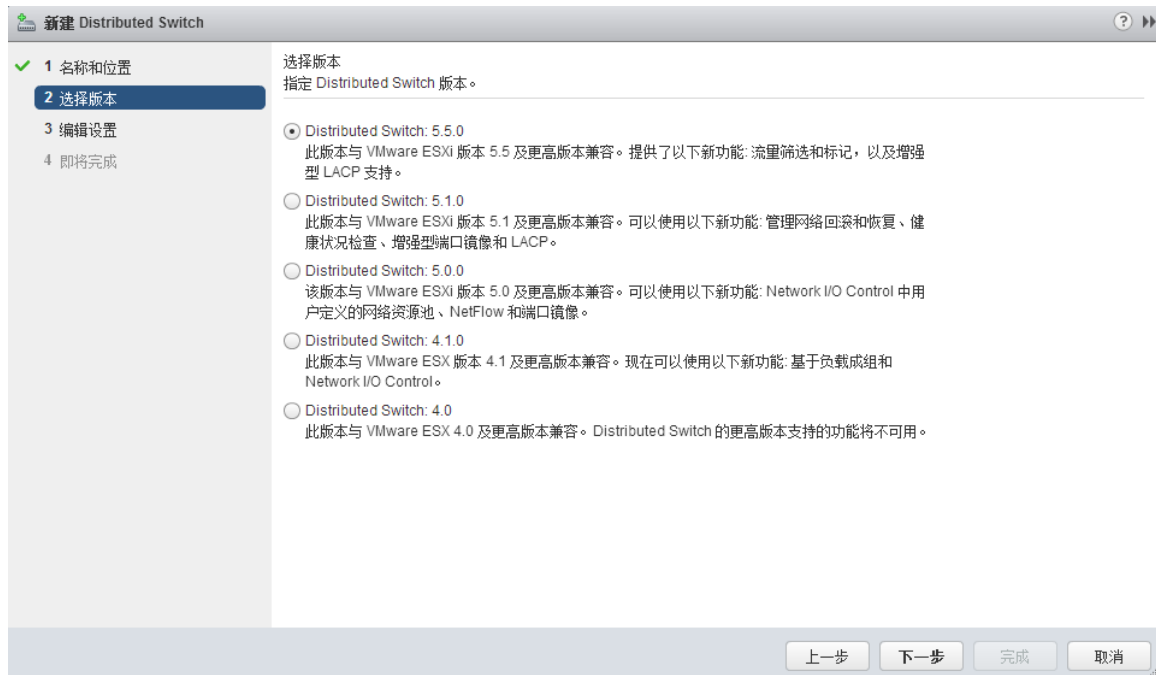 新建 Distributed Switch
?
1 名称和位置
2 选择版本
3 编辑设置
4 即将完成
选择版本
指定 Distributed Switch 版本。
Distributed Switch: 5.5.0
此版本与 VMware ESXi 版本 5.5 及更高版本兼容。提供了以下新功能: 流量筛选和标记，以及增强
型 LACP 支持。
Distributed Switch: 5.1.0
此版本与 VMware ESXi 版本 5.1 及更高版本兼容。可以使用以下新功能: 管理网络回滚和恢复、健
康状况检查、增强型端口镜像和 LACP。
Distributed Switch: 5.0.0
该版本与 VMware ESXi 版本 5.0 及更高版本兼容。可以使用以下新功能: Network I/O Control 中用
户定义的网络资源池、NetFlow 和端口镜像。
Distributed Switch: 4.1.0
此版本与 VMware ESX 版本 4.1 及更高版本兼容。现在可以使用以下新功能: 基于负载成组和
Network I/O Control。
Distributed Switch: 4.0
此版本与 VMware ESX 4.0 及更高版本兼容。Distributed Switch 的更高版本支持的功能将不可用。
上一步 下一步 完成 取消